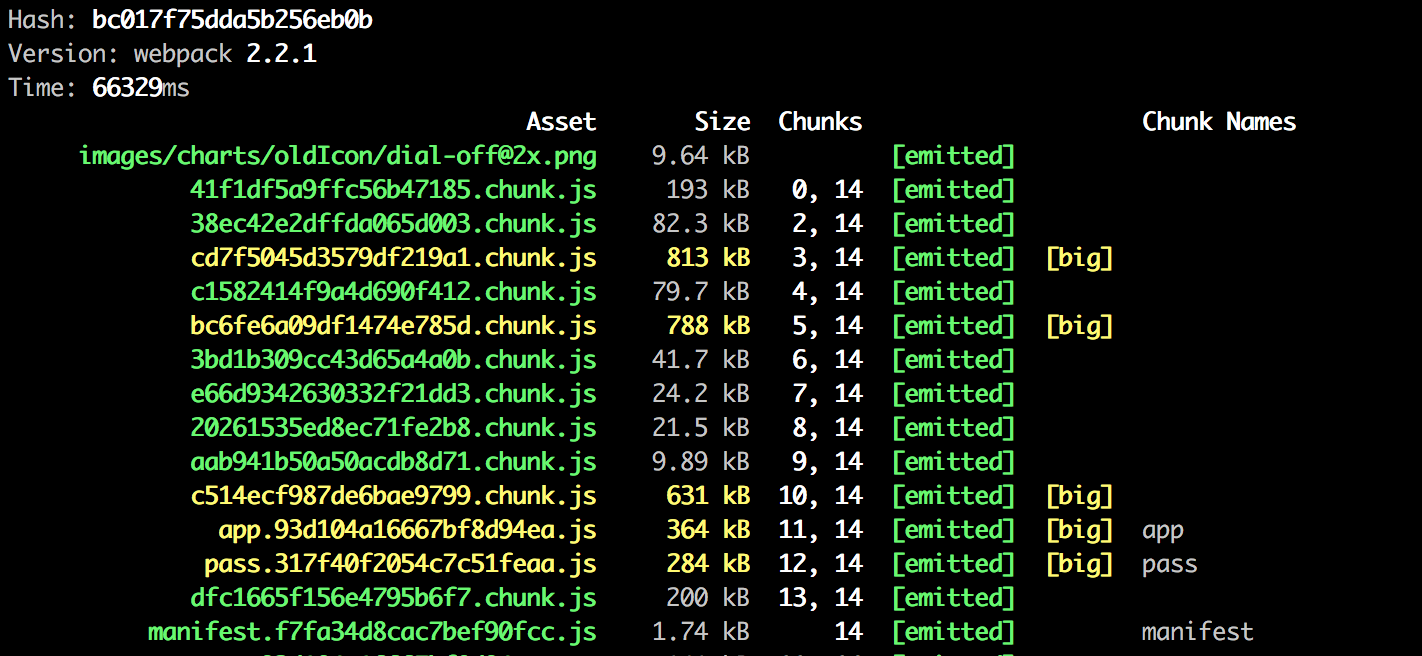 Hash: bc017f75dda5b256eb0b
Version: webpack 2.2.1
Time: 66329ms
Asset Size Chunks Chunk Names
images/charts/oldIcon/dial-off@2x.png 9.64 kB [emitted]
41f1df5a9ffc56b47185.chunk.js 193 kB 0, 14 [emitted]
38ec42e2dffda065d003.chunk.js 82.3 kB 2, 14 [emitted]
cd7f5045d3579df219a1.chunk.js 813 kB 3, 14 [emitted] [big]
c1582414f9a4d690f412.chunk.js 79.7 kB 4, 14 [emitted]
bc6fe6a09df1474e785d.chunk.js 788 kB 5, 14 [emitted] [big]
3bd1b309cc43d65a4a0b.chunk.js 41.7 kB 6, 14 [emitted]
e66d9342630332f21dd3.chunk.js 24.2 kB 7, 14 [emitted]
20261535ed8ec71fe2b8.chunk.js 21.5 kB 8, 14 [emitted]
aab941b50a50acdb8d71.chunk.js 9.89 kB 9, 14 [emitted]
c514ecf987de6bae9799.chunk.js 631 kB 10, 14 [emitted] [big]
app.93d104a16667bf8d94ea.js 364 kB 11, 14 [emitted] [big] app
pass.317f40f2054c7c51feaa.js 284 kB 12, 14 [emitted] [big] pass
dfc1665f156e4795b6f7.chunk.js 200 kB 13, 14 [emitted]
manifest.f7fa34d8cac7bef90fcc.js 1.74 kB 14 [emitted] manifest